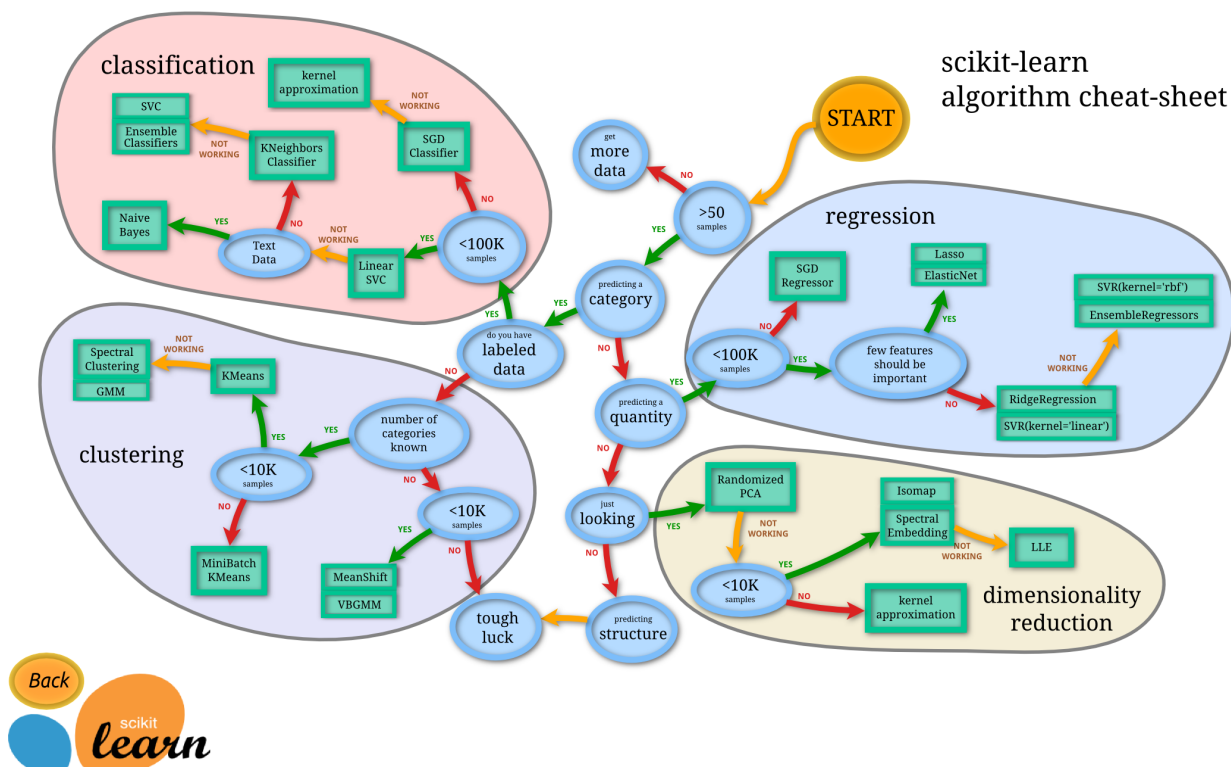 scikit-learn
algorithm cheat-sheet
START
classification
kernel
approximation
NOT
WORKING
SVC
Ensemble
Classifiers
NOT
WORKING
KNeighbors
Classifier
SGD
Classifier
NO
Naive
Bayes
YES
Text
Data
NO
NOT
WORKING
Linear
SVC
YES
<100K
samples
YES
get
more
data
NO
>50
samples
YES
predicting a
category
YES
NO
do you have
labeled
data
NO
predicting a
quantity
YES
NO
just
looking
YES
NO
predicting
structure
tough
luck
regression
SGD
Regressor
NO
<100K
samples
YES
Lasso
ElasticNet
YES
few features
should be
important
NO
SVR(kernel='rbf')
EnsembleRegressors
NOT
WORKING
RidgeRegression
SVR(kernel='linear')
clustering
Spectral
Clustering
GMM
NOT
WORKING
KMeans
YES
number of
categories
known
YES
NO
<10K
samples
NO
MiniBatch
KMeans
<10K
samples
YES
NO
MeanShift
VBGMM
Randomized
PCA
NOT
WORKING
<10K
samples
YES
NO
Isomap
Spectral
Embedding
NOT
WORKING
LLE
kernel
approximation
dimensionality
reduction
Back
scikit
learn